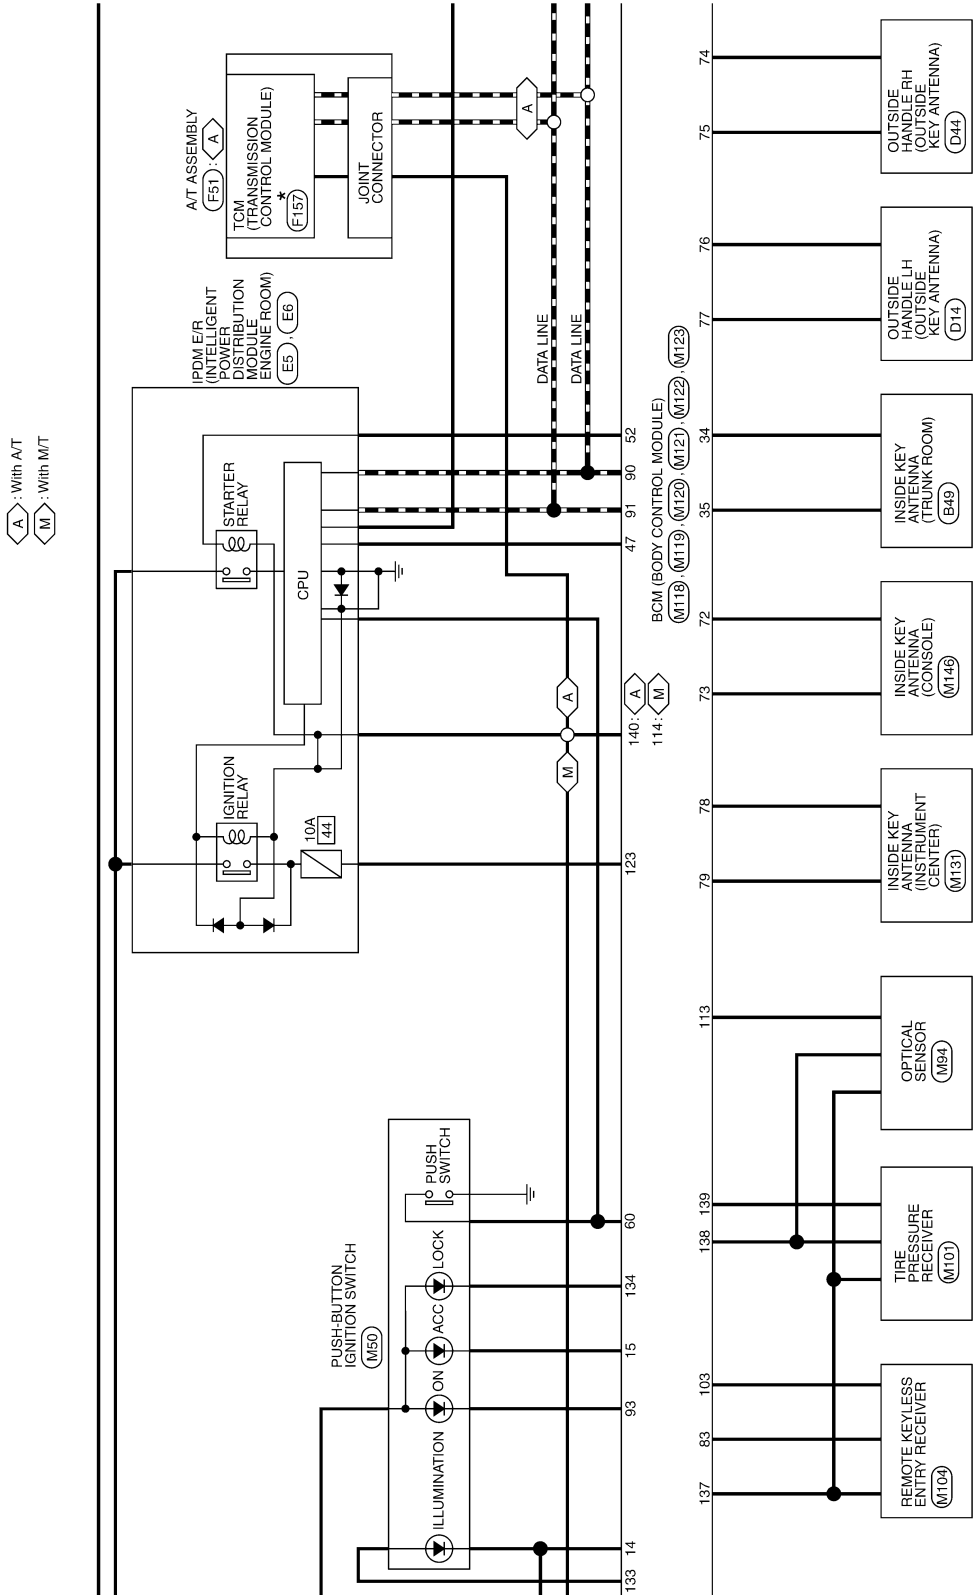 A : With A/T
M : With M/T
A/T ASSEMBLY
F51 : A
TCM
(TRANSMISSION
CONTROL MODULE)
*
F157
JOINT
CONNECTOR
A
IPDM E/R
(INTELLIGENT
POWER
DISTRIBUTION
MODULE
ENGINE ROOM)
E5 , E6
STARTER
RELAY
CPU
IGNITION
RELAY
10A
44
DATA LINE
DATA LINE
A
M
PUSH-BUTTON
IGNITION SWITCH
M50
ILLUMINATION
ON
ACC
LOCK
PUSH
SWITCH
133
14
93
15
134
60
123
140: A
114: M
47
91
90
52
BCM (BODY CONTROL MODULE)
M118 , M119 , M120 , M121 , M122 , M123
137
83
103
138
139
113
79
78
73
72
35
34
77
76
75
74
REMOTE KEYLESS
ENTRY RECEIVER
M104
TIRE
PRESSURE
RECEIVER
M101
OPTICAL
SENSOR
M94
INSIDE KEY
ANTENNA
(INSTRUMENT
CENTER)
M131
INSIDE KEY
ANTENNA
(CONSOLE)
M146
INSIDE KEY
ANTENNA
(TRUNK ROOM)
B49
OUTSIDE
HANDLE LH
(OUTSIDE
KEY ANTENNA)
D14
OUTSIDE
HANDLE RH
(OUTSIDE
KEY ANTENNA)
D44